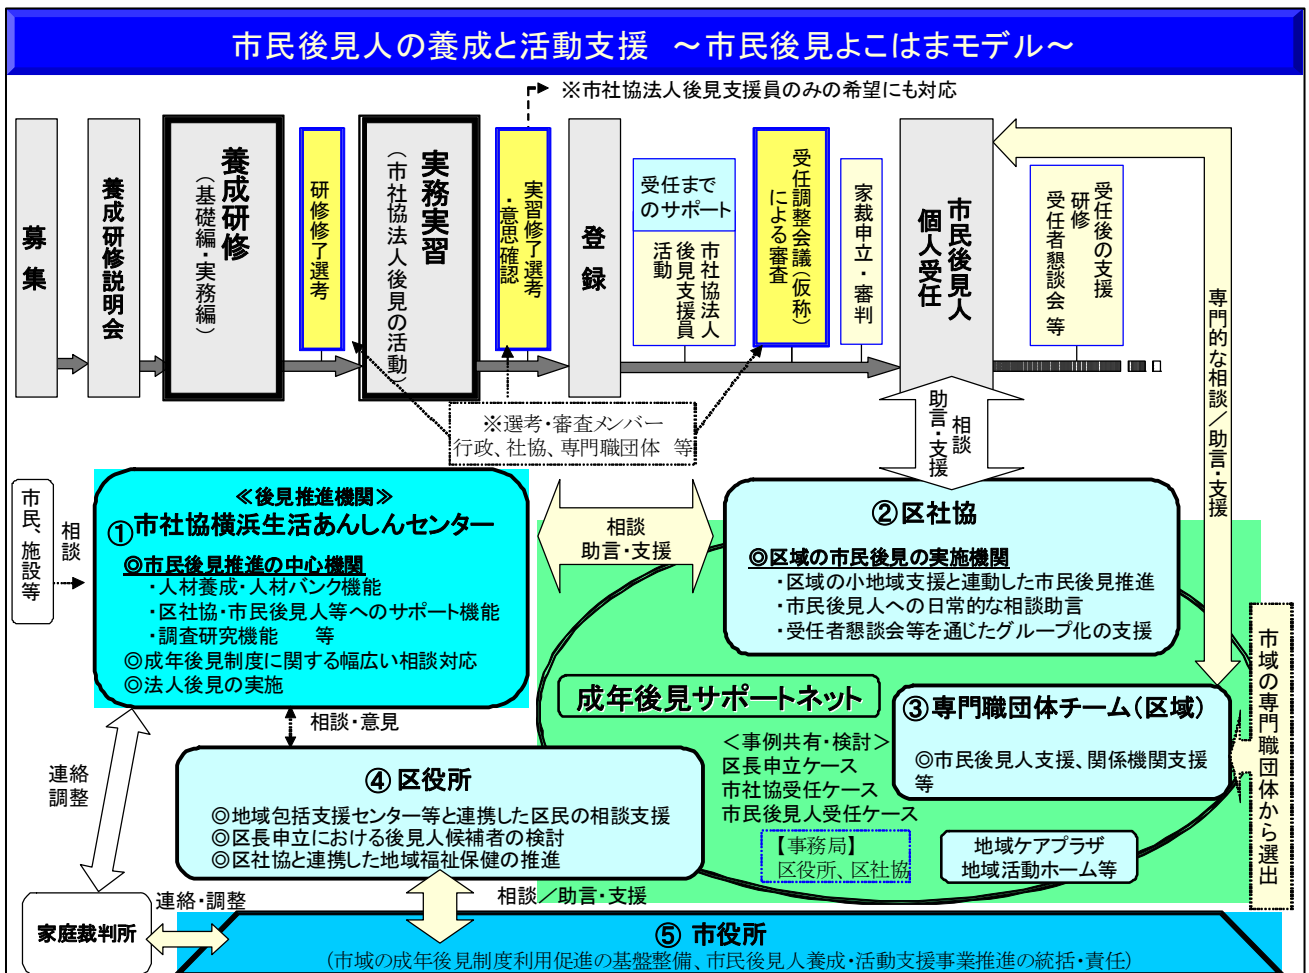 市民後見人の養成と活動支援 ～市民後見よこはまモデル～
※市社協法人後見支援員のみの希望にも対応
募集
養成研修説明会
養成研修
（基礎編・実務編）
研修修了選考
実務実習
（市社協法人後見の活動）
実習修了選考
・意思確認
登録
受任まで
のサポート
市社協法人
後見支援員
活動
受任調整会議（仮称）
による審査
家裁申立・審判
市民後見人
個人受任
受任後の支援
研修
受任者懇談会 等
専門的な相談／助言・支援
※選考・審査メンバー
行政、社協、専門職団体 等
相談
助言・支援
市民、施設等
相談
≪後見推進機関≫
①市社協横浜生活あんしんセンター
◎市民後見推進の中心機関
・人材養成・人材バンク機能
・区社協・市民後見人等へのサポート機能
・調査研究機能 等
◎成年後見制度に関する幅広い相談対応
◎法人後見の実施
相談
助言・支援
②区社協
◎区域の市民後見の実施機関
・区域の小地域支援と連動した市民後見推進
・市民後見人への日常的な相談助言
・受任者懇談会等を通じたグループ化の支援
成年後見サポートネット
③専門職団体チーム（区域）
◎市民後見人支援、関係機関支援
等
市域の専門職団体から選出
＜事例共有・検討＞
区長申立ケース
市社協受任ケース
市民後見人受任ケース
【事務局】
区役所、区社協
地域ケアプラザ
地域活動ホーム等
相談・意見
連絡
調整
④区役所
◎地域包括支援センター等と連携した区民の相談支援
◎区長申立における後見人候補者の検討
◎区社協と連携した地域福祉保健の推進
相談／助言・支援
連絡・調整
家庭裁判所
⑤ 市役所
（市域の成年後見制度利用促進の基盤整備、市民後見人養成・活動支援事業推進の統括・責任）